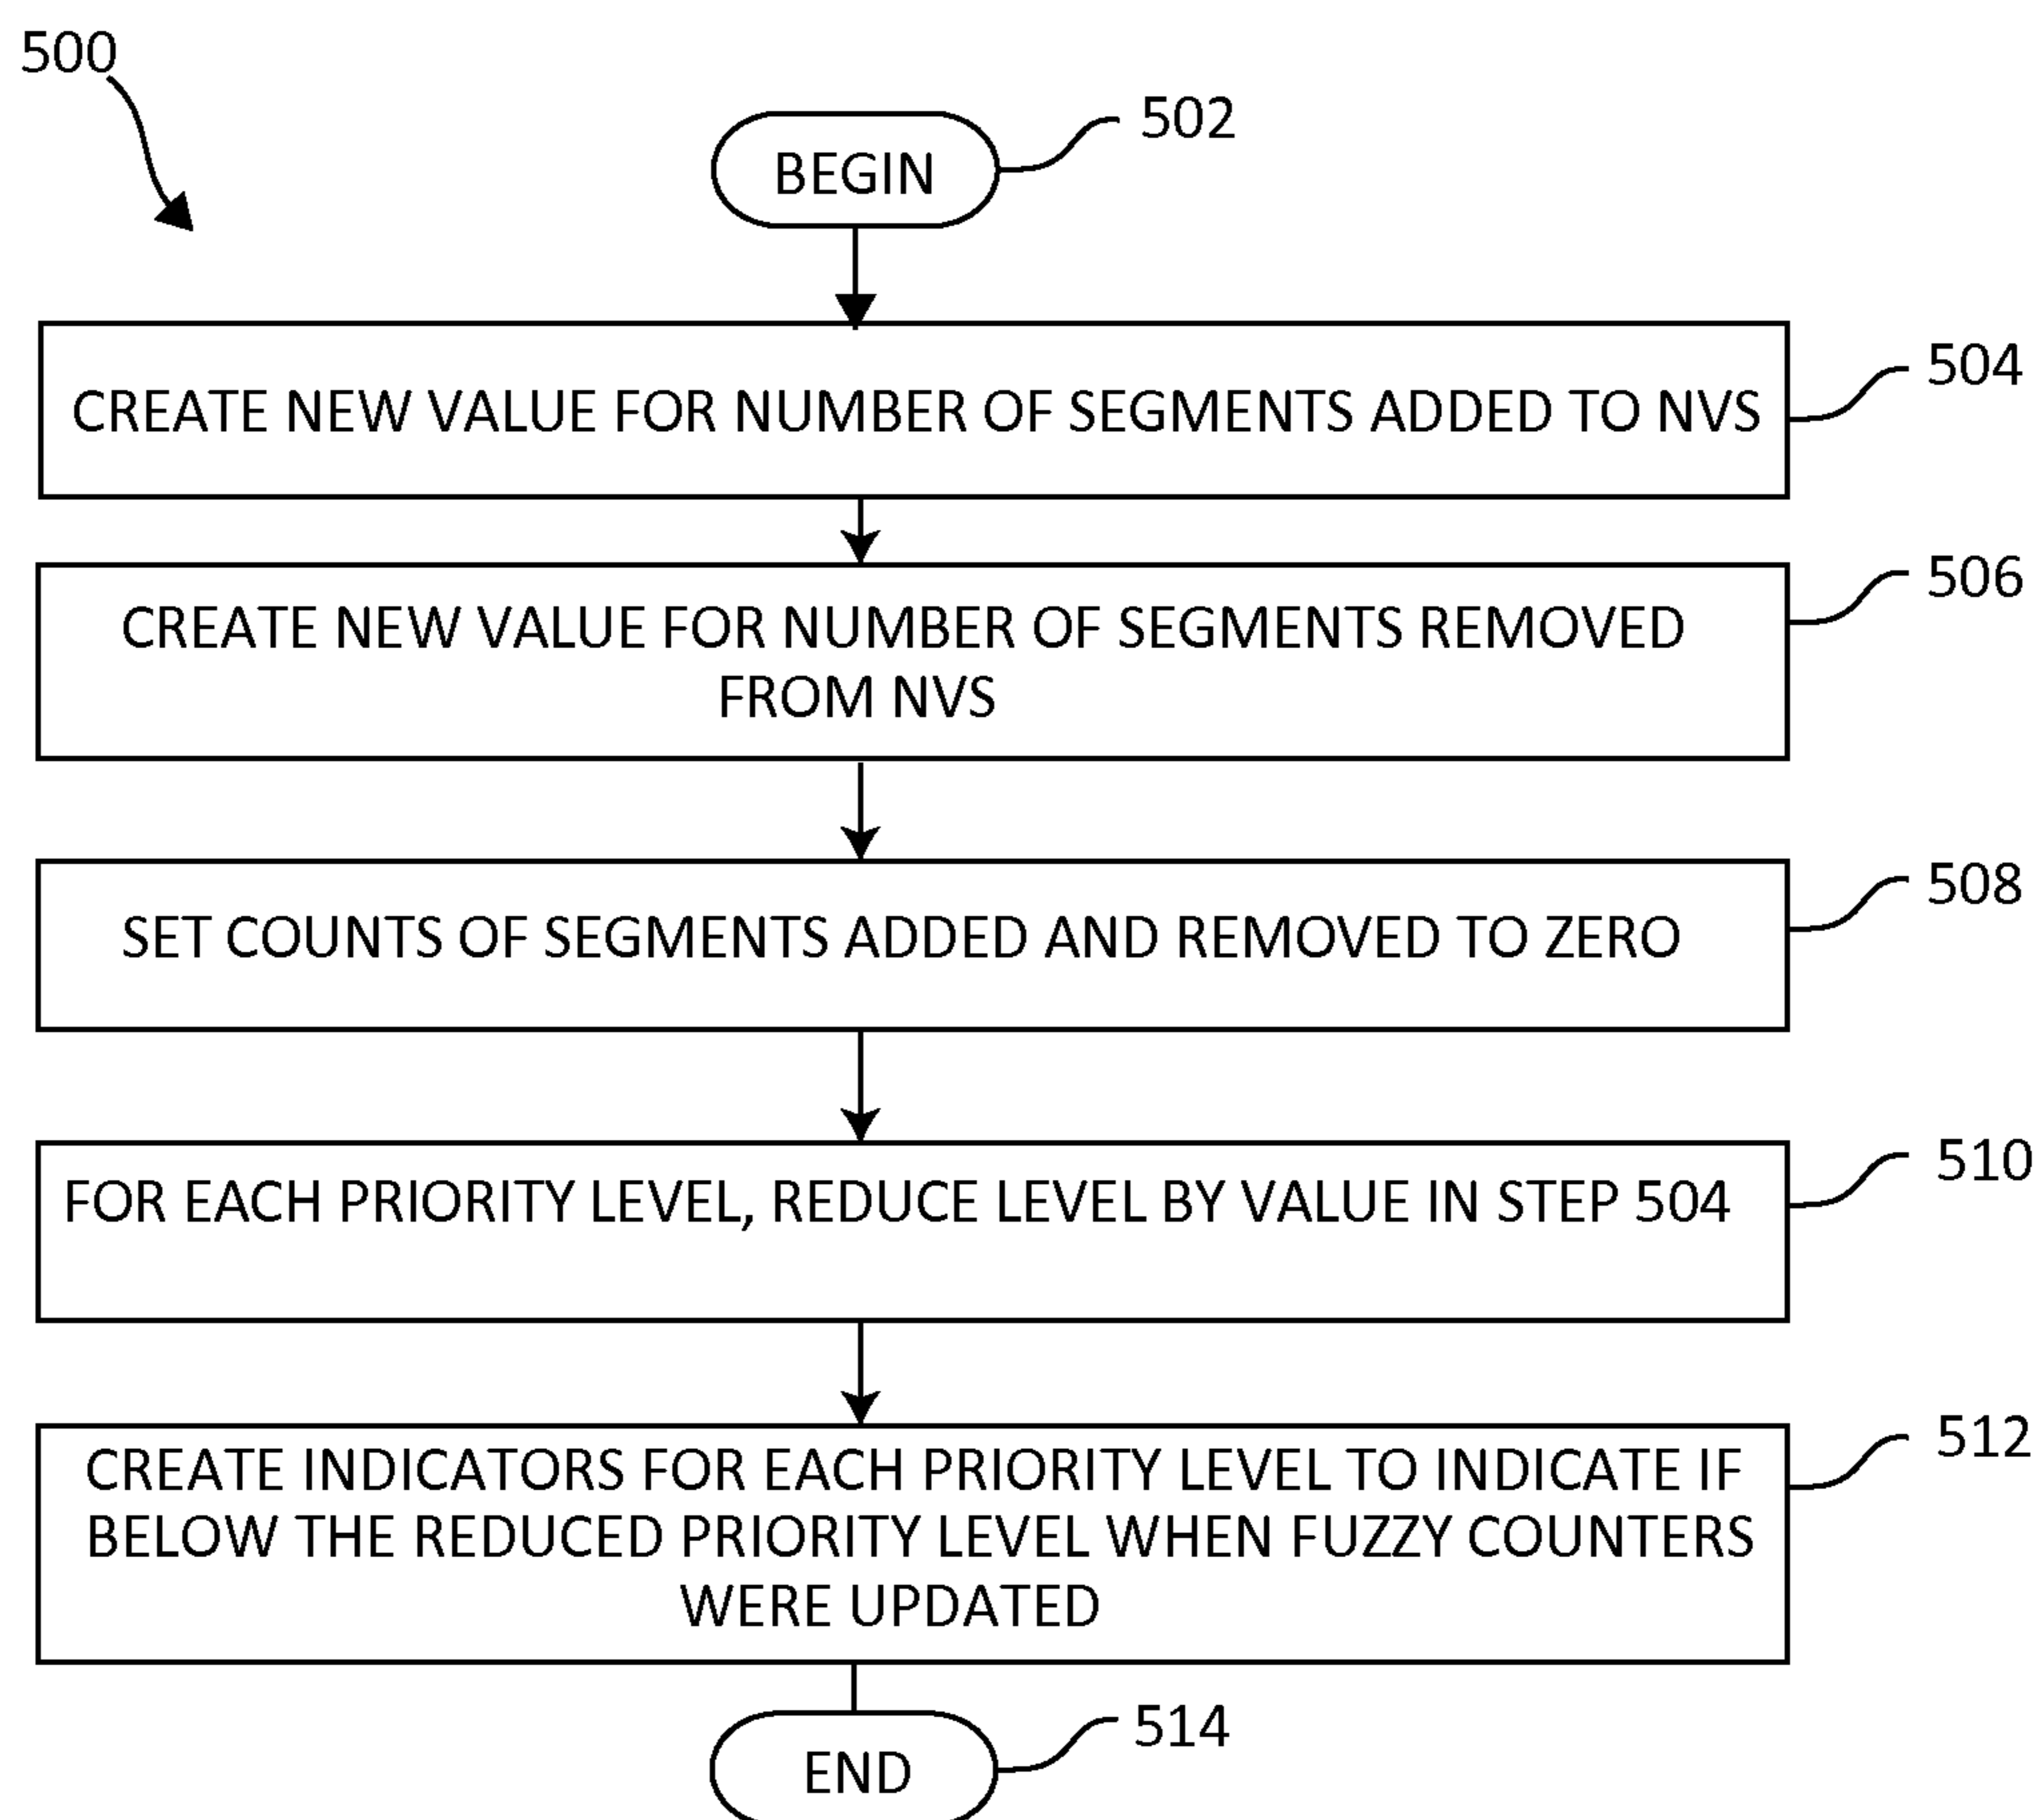 500
BEGIN
502
CREATE NEW VALUE FOR NUMBER OF SEGMENTS ADDED TO NVS
504
CREATE NEW VALUE FOR NUMBER OF SEGMENTS REMOVED
FROM NVS
506
SET COUNTS OF SEGMENTS ADDED AND REMOVED TO ZERO
508
FOR EACH PRIORITY LEVEL, REDUCE LEVEL BY VALUE IN STEP 504
510
CREATE INDICATORS FOR EACH PRIORITY LEVEL TO INDICATE IF
BELOW THE REDUCED PRIORITY LEVEL WHEN FUZZY COUNTERS
WERE UPDATED
512
END
514